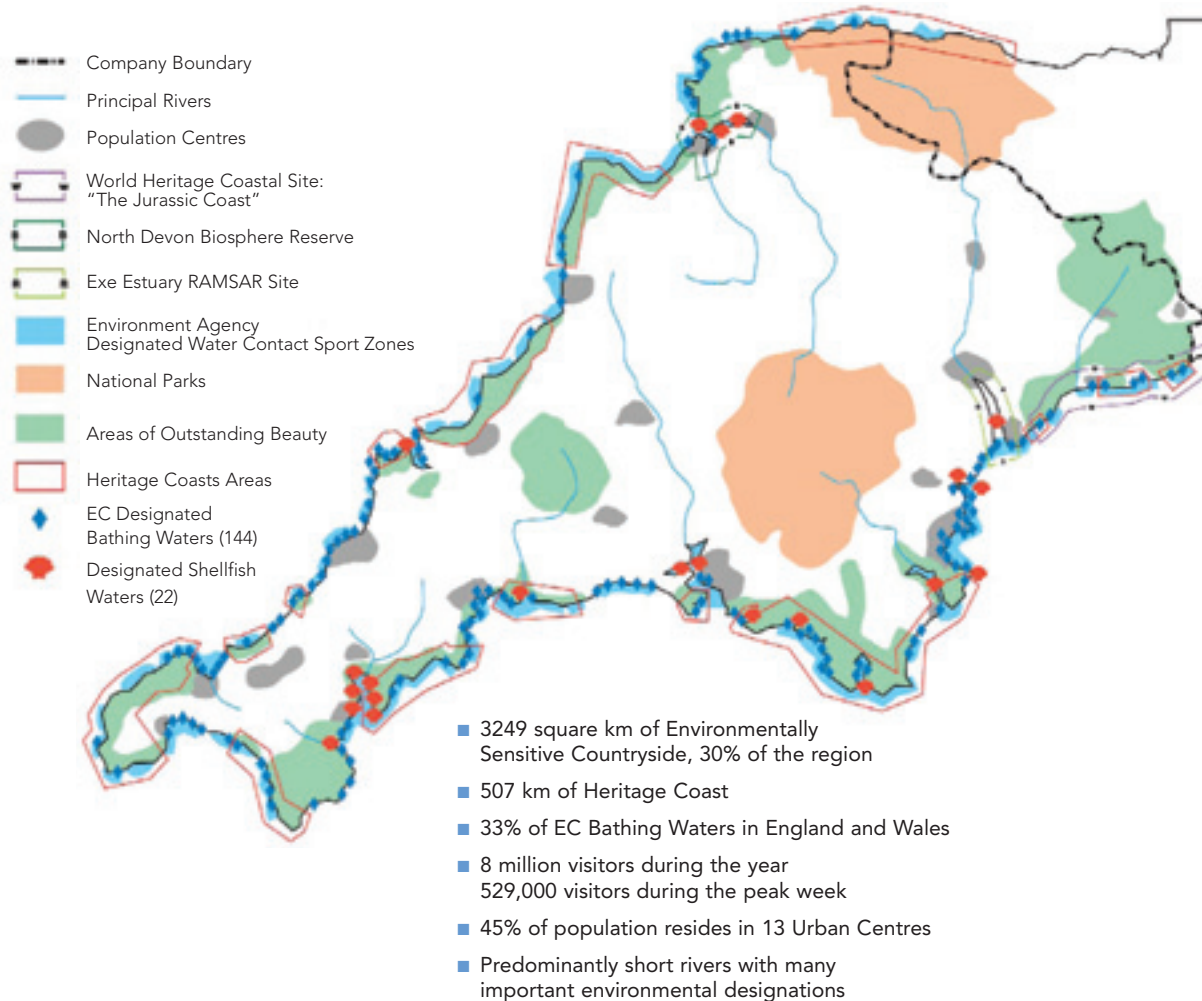 Company Boundary
Principal Rivers
Population Centres
World Heritage Coastal Site:
“The Jurassic Coast”
North Devon Biosphere Reserve
Exe Estuary RAMSAR Site
Environment Agency
Designated Water Contact Sport Zones
National Parks
Areas of Outstanding Beauty
Heritage Coasts Areas
EC Designated
Bathing Waters (144)
Designated Shellfish
Waters (22)
■ 3249 square km of Environmentally
Sensitive Countryside, 30% of the region
■ 507 km of Heritage Coast
■ 33% of EC Bathing Waters in England and Wales
■ 8 million visitors during the year
529,000 visitors during the peak week
■ 45% of population resides in 13 Urban Centres
■ Predominantly short rivers with many
important environmental designations